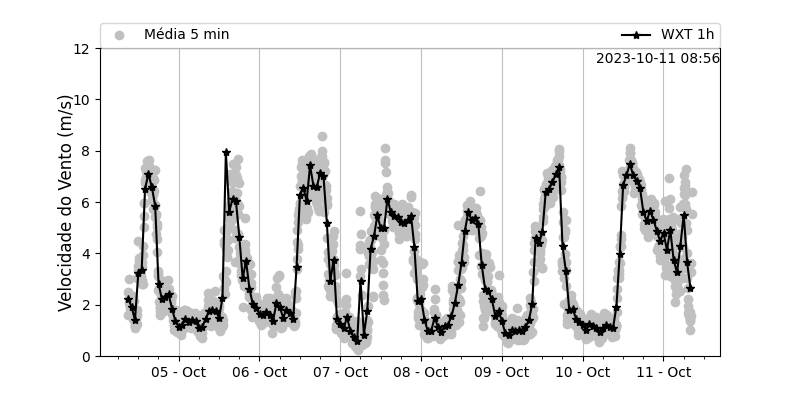 Média 5 min
WXT 1h
2023-10-11 08:56
Velocidade do Vento (m/s)
12
10
8
6
4
2
0
05 - Oct
06 - Oct
07 - Oct
08 - Oct
09 - Oct
10 - Oct
11 - Oct